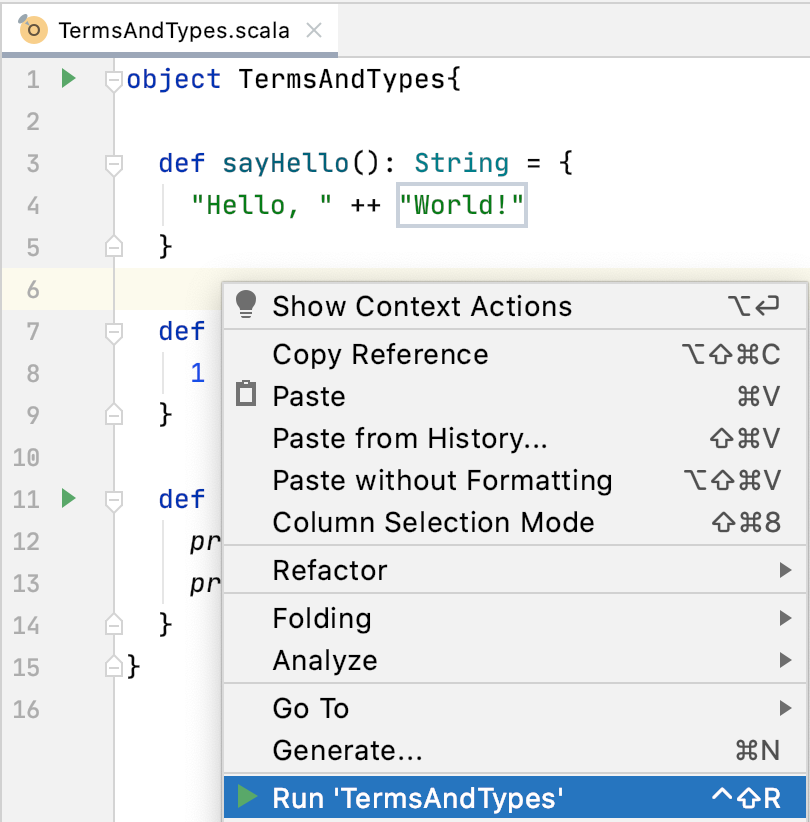 TermsAndTypes.scala
1 object TermsAndTypes{
2
3 def sayHello(): String = {
4 "Hello, " ++ "World!"
5 }
6
Show Context Actions ⌥↩
7 def
Copy Reference ⌥⇧⌘C
8 1
Paste ⌘V
9 }
Paste from History... ⇧⌘V
10
Paste without Formatting ⌥⇧⌘V
11 def
Column Selection Mode ⇧⌘8
12 pr
Refactor
13 pr
Folding
14 }
Analyze
15 }
Go To
16
Generate... ⌘N
Run 'TermsAndTypes' ^⇧R